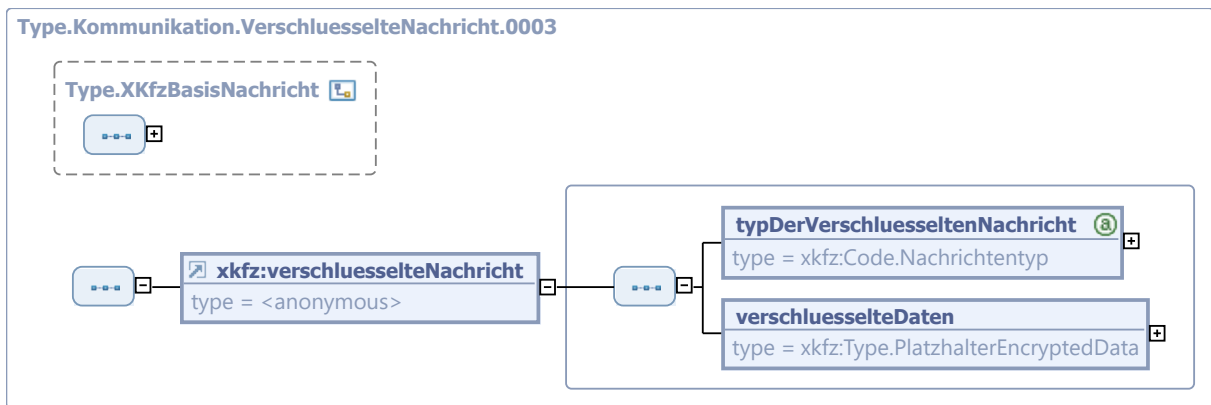 Type.Kommunikation.VerschluesselteNachricht.0003
Type.XKfzBasisNachricht
xkfz:verschluesselteNachricht
type = <anonymous>
typDerVerschluesseltenNachricht
type = xkfz:Code.Nachrichtentyp
verschluesselteDaten
type = xkfz:Type.PlatzhalterEncryptedData